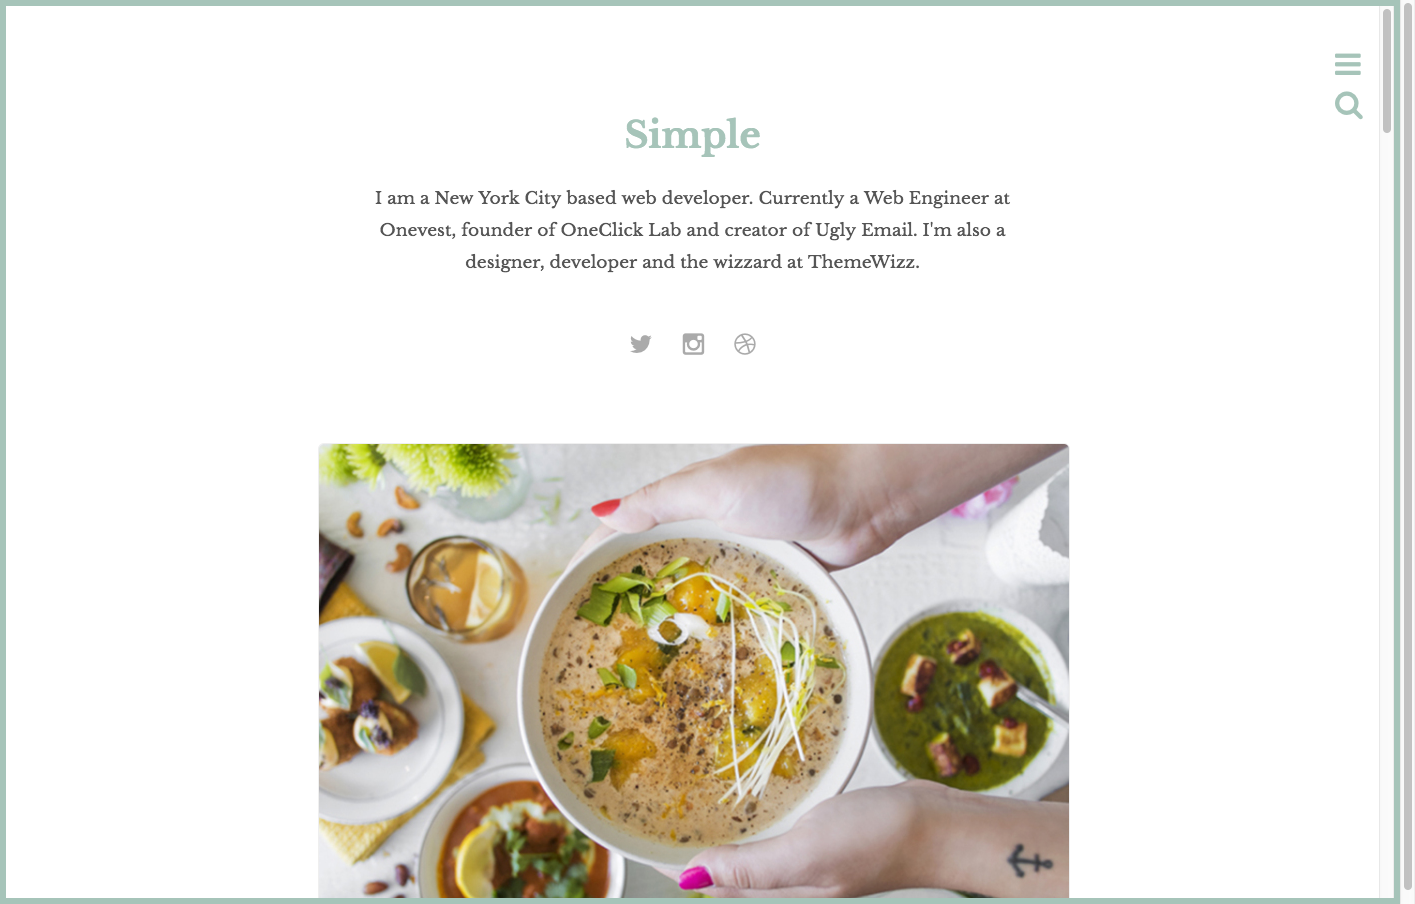 Simple
I am a New York City based web developer. Currently a Web Engineer at
Onevest, founder of OneClick Lab and creator of Ugly Email. I'm also a
designer, developer and the wizzard at ThemeWizz.